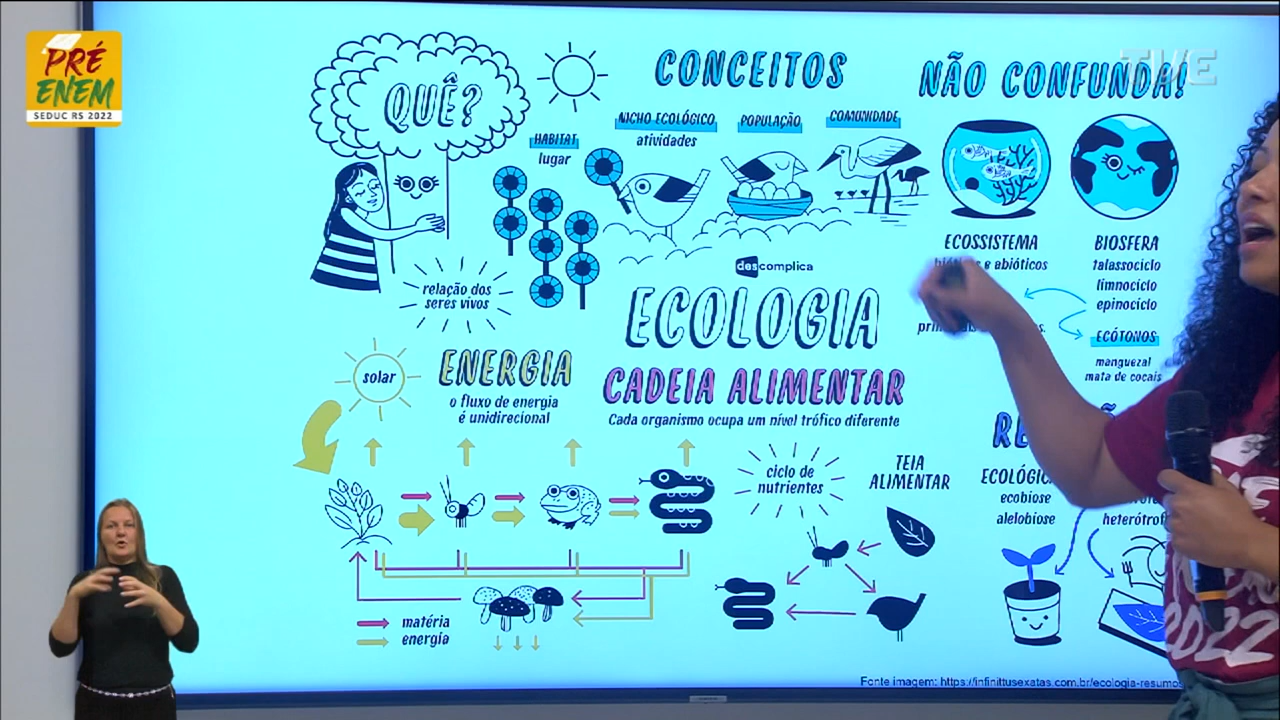 PRÉ
ENEM
SEDUC RS 2022
TVE
QUÊ?
CONCEITOS
NÃO CONFUNDA!
HABITAT
lugar
NICHO ECOLÓGICO
atividades
POPULAÇÃO
COMUNIDADE
relação dos
seres vivos
descomplica
ECOSSISTEMA
bióticos e abióticos
BIOSFERA
talassociclo
limnociclo
epinociclo
ECÓTONOS
manguezal
mata de cocais
ECOLOGIA
solar
ENERGIA
o fluxo de energia
é unidirecional
CADEIA ALIMENTAR
Cada organismo ocupa um nível trófico diferente
ciclo de
nutrientes
TEIA
ALIMENTAR
ecobiose
alelobiose
matéria
energia
2022
Fonte imagem: https://infinittusexatas.com.br/ecologia-resumos